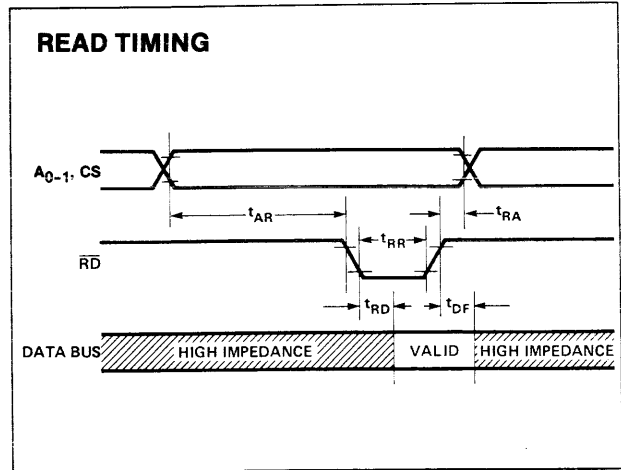 READ TIMING
A0–1, CS
tAR
tRR
tRA
RD
tRD
tDF
DATA BUS
HIGH IMPEDANCE
VALID
HIGH IMPEDANCE